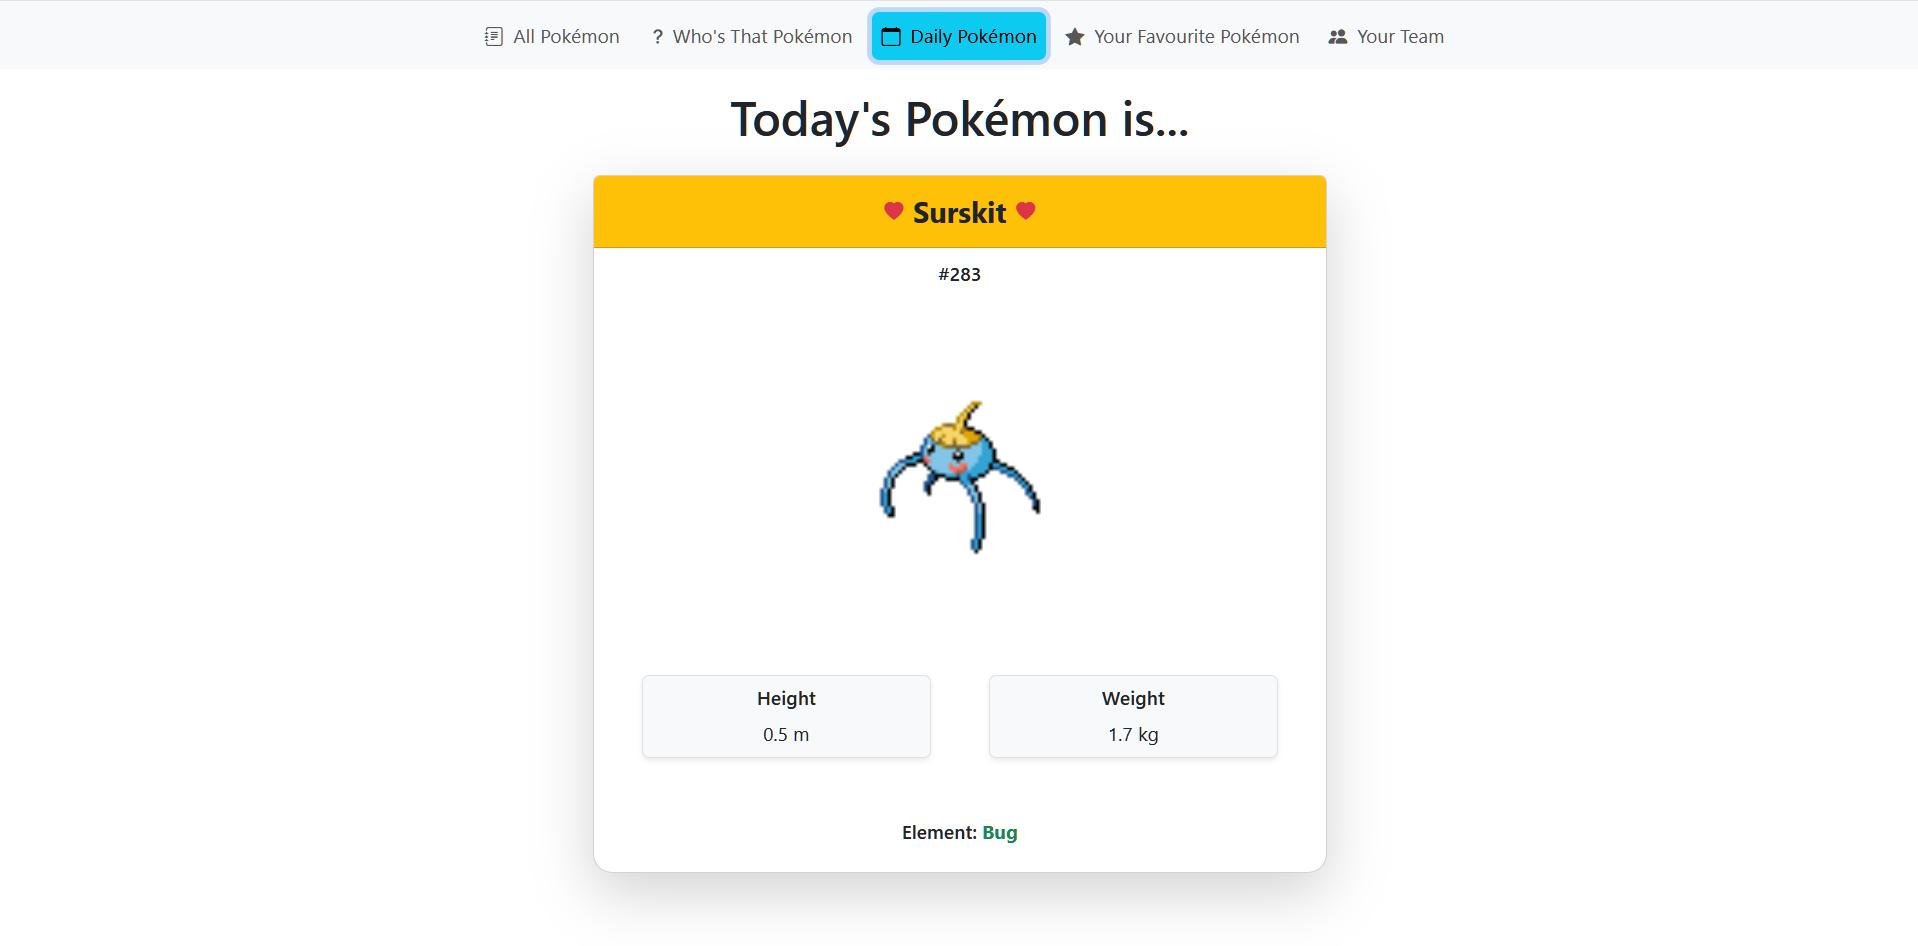 All Pokémon
? Who's That Pokémon
Daily Pokémon
Your Favourite Pokémon
Your Team
Today's Pokémon is...
Surskit
#283
Height
0.5 m
Weight
1.7 kg
Element: Bug